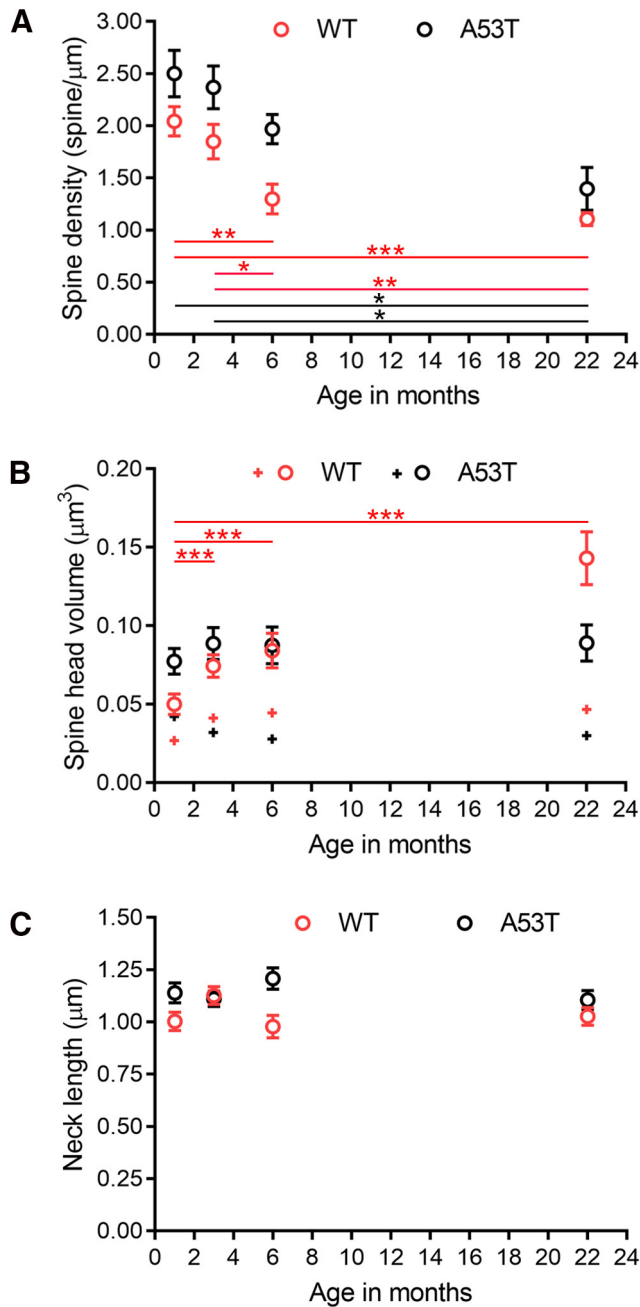 A
WT A53T
3.00
2.50
2.00
1.50
1.00
0.50
0.00
Spine density (spine/μm)
**
***
*
**
*
*
0 2 4 6 8 10 12 14 16 18 20 22 24
Age in months
B
WT A53T
0.20
0.15
0.10
0.05
0.00
Spine head volume (μm³)
***
***
***
0 2 4 6 8 10 12 14 16 18 20 22 24
Age in months
C
WT A53T
1.50
1.25
1.00
0.75
0.50
0.25
0.00
Neck length (μm)
0 2 4 6 8 10 12 14 16 18 20 22 24
Age in months